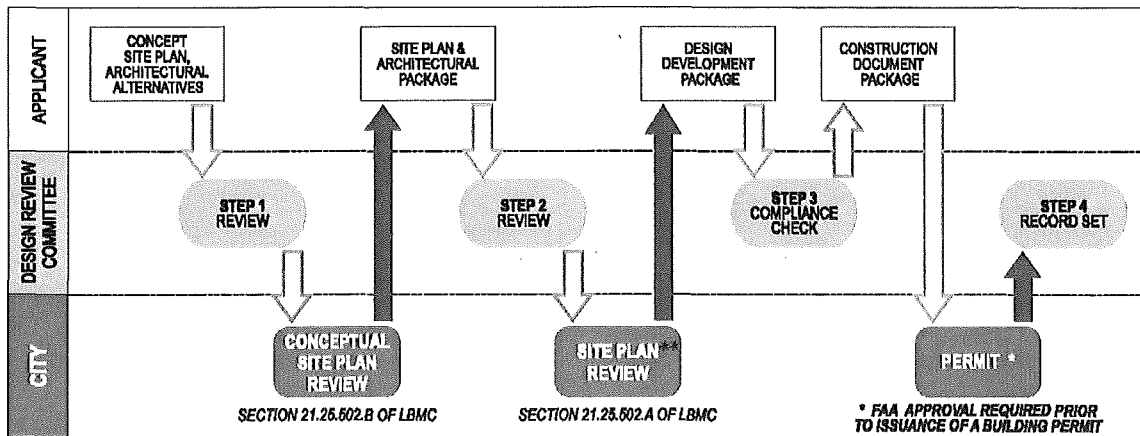 APPLICANT
CONCEPT
SITE PLAN,
ARCHITECTURAL
ALTERNATIVES
SITE PLAN &
ARCHITECTURAL
PACKAGE
DESIGN
DEVELOPMENT
PACKAGE
CONSTRUCTION
DOCUMENT
PACKAGE
DESIGN REVIEW
COMMITTEE
STEP 1
REVIEW
STEP 2
REVIEW
STEP 3
COMPLIANCE
CHECK
STEP 4
RECORD SET
CITY
CONCEPTUAL
SITE PLAN
REVIEW
SITE PLAN**
REVIEW
PERMIT *
SECTION 21.25.502.B OF LBMC
SECTION 21.25.502.A OF LBMC
* FAA APPROVAL REQUIRED PRIOR
TO ISSUANCE OF A BUILDING PERMIT